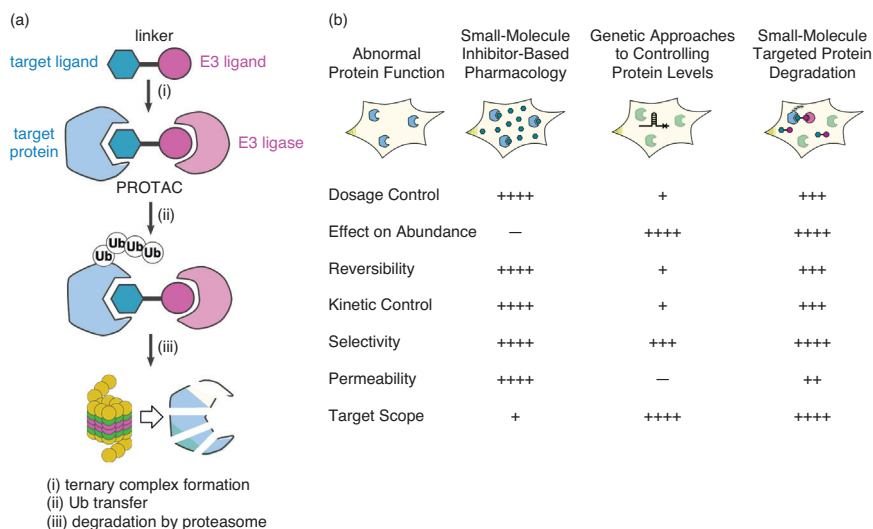 (a)
linker
target ligand
E3 ligand
(i)
target
protein
E3 ligase
PROTAC
(ii)
Ub Ub Ub Ub
(iii)
(i) ternary complex formation
(ii) Ub transfer
(iii) degradation by proteasome
(b)
Abnormal
Protein Function
Small-Molecule
Inhibitor-Based
Pharmacology
Genetic Approaches
to Controlling
Protein Levels
Small-Molecule
Targeted Protein
Degradation
Dosage Control ++++ + +++
Effect on Abundance — ++++ ++++
Reversibility ++++ + +++
Kinetic Control ++++ + +++
Selectivity ++++ +++ ++++
Permeability ++++ — ++
Target Scope + ++++ ++++